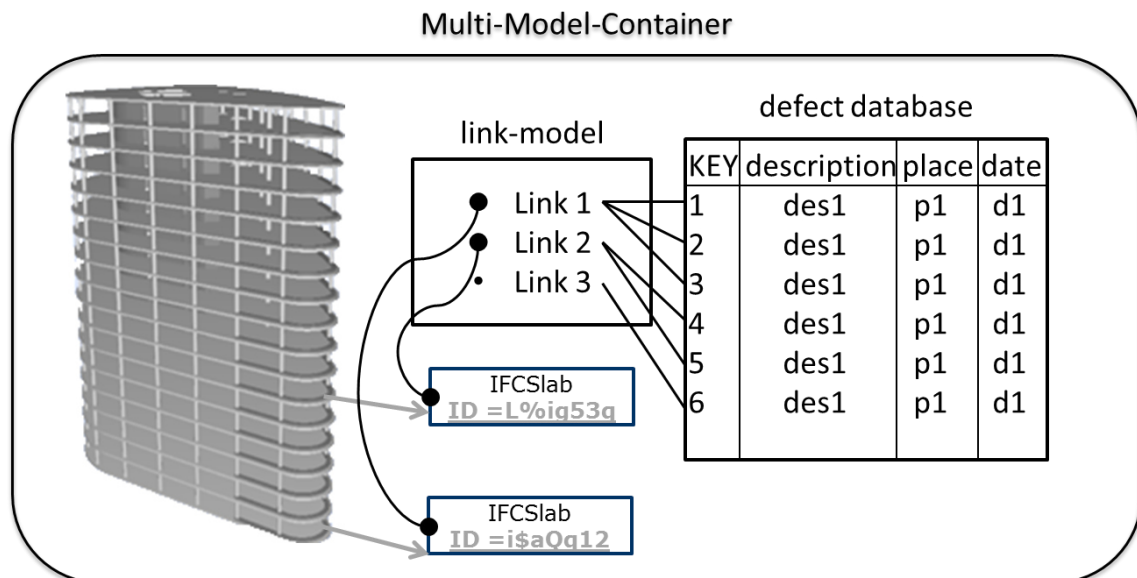 Multi-Model-Container
defect database
link-model
KEY description place date
Link 1
Link 2
Link 3
1 des1 p1 d1
2 des1 p1 d1
3 des1 p1 d1
4 des1 p1 d1
5 des1 p1 d1
6 des1 p1 d1
IFCSlab
ID =L%ig53q
IFCSlab
ID =i$aQq12